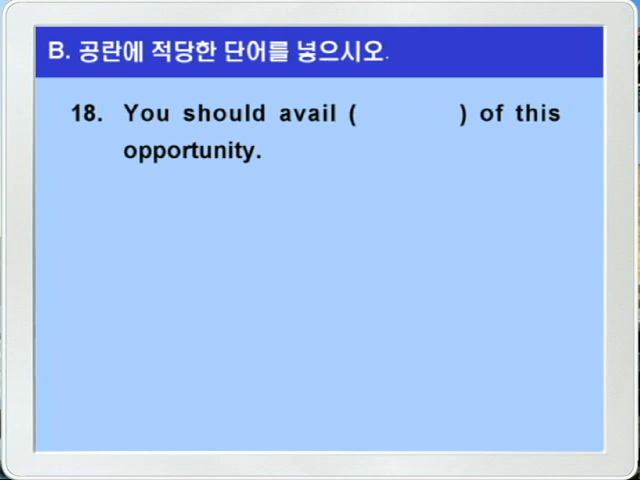 B. 공란에 적당한 단어를 넣으시오.
18. You should avail ( ) of this
opportunity.